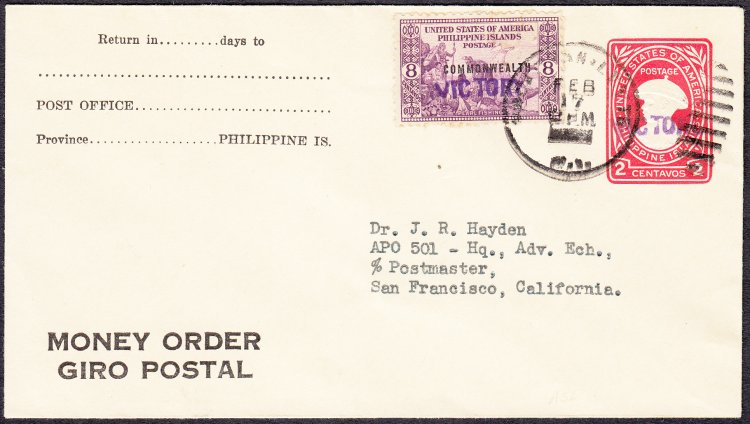 Return in.........days to
POST OFFICE
Province..................PHILIPPINE IS.
UNITED STATES OF AMERICA
PHILIPPINE ISLANDS
POSTAGE
8 8
COMMONWEALTH
VICTORY
FEB
17
PM
UNITED STATES OF AMERICA
POSTAGE
PHILIPPINE
2 CENTAVOS 2
Dr. J. R. Hayden
APO 501 - Hq., Adv. Ech.,
% Postmaster,
San Francisco, California.
MONEY ORDER
GIRO POSTAL